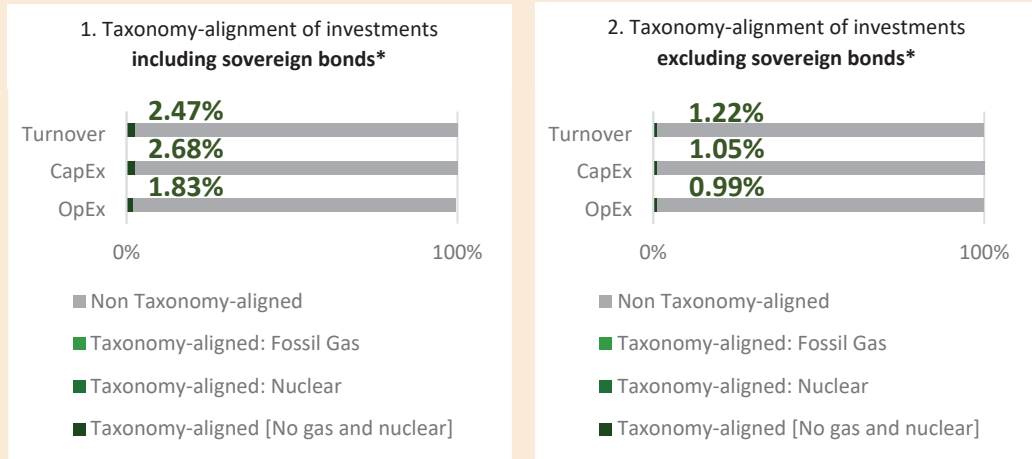 1. Taxonomy-alignment of investments
including sovereign bonds*
2.47%
Turnover
2.68%
CapEx
1.83%
OpEx
0%
100%
Non Taxonomy-aligned
Taxonomy-aligned: Fossil Gas
Taxonomy-aligned: Nuclear
Taxonomy-aligned [No gas and nuclear]
2. Taxonomy-alignment of investments
excluding sovereign bonds*
1.22%
Turnover
1.05%
CapEx
0.99%
OpEx
0%
100%
Non Taxonomy-aligned
Taxonomy-aligned: Fossil Gas
Taxonomy-aligned: Nuclear
Taxonomy-aligned [No gas and nuclear]